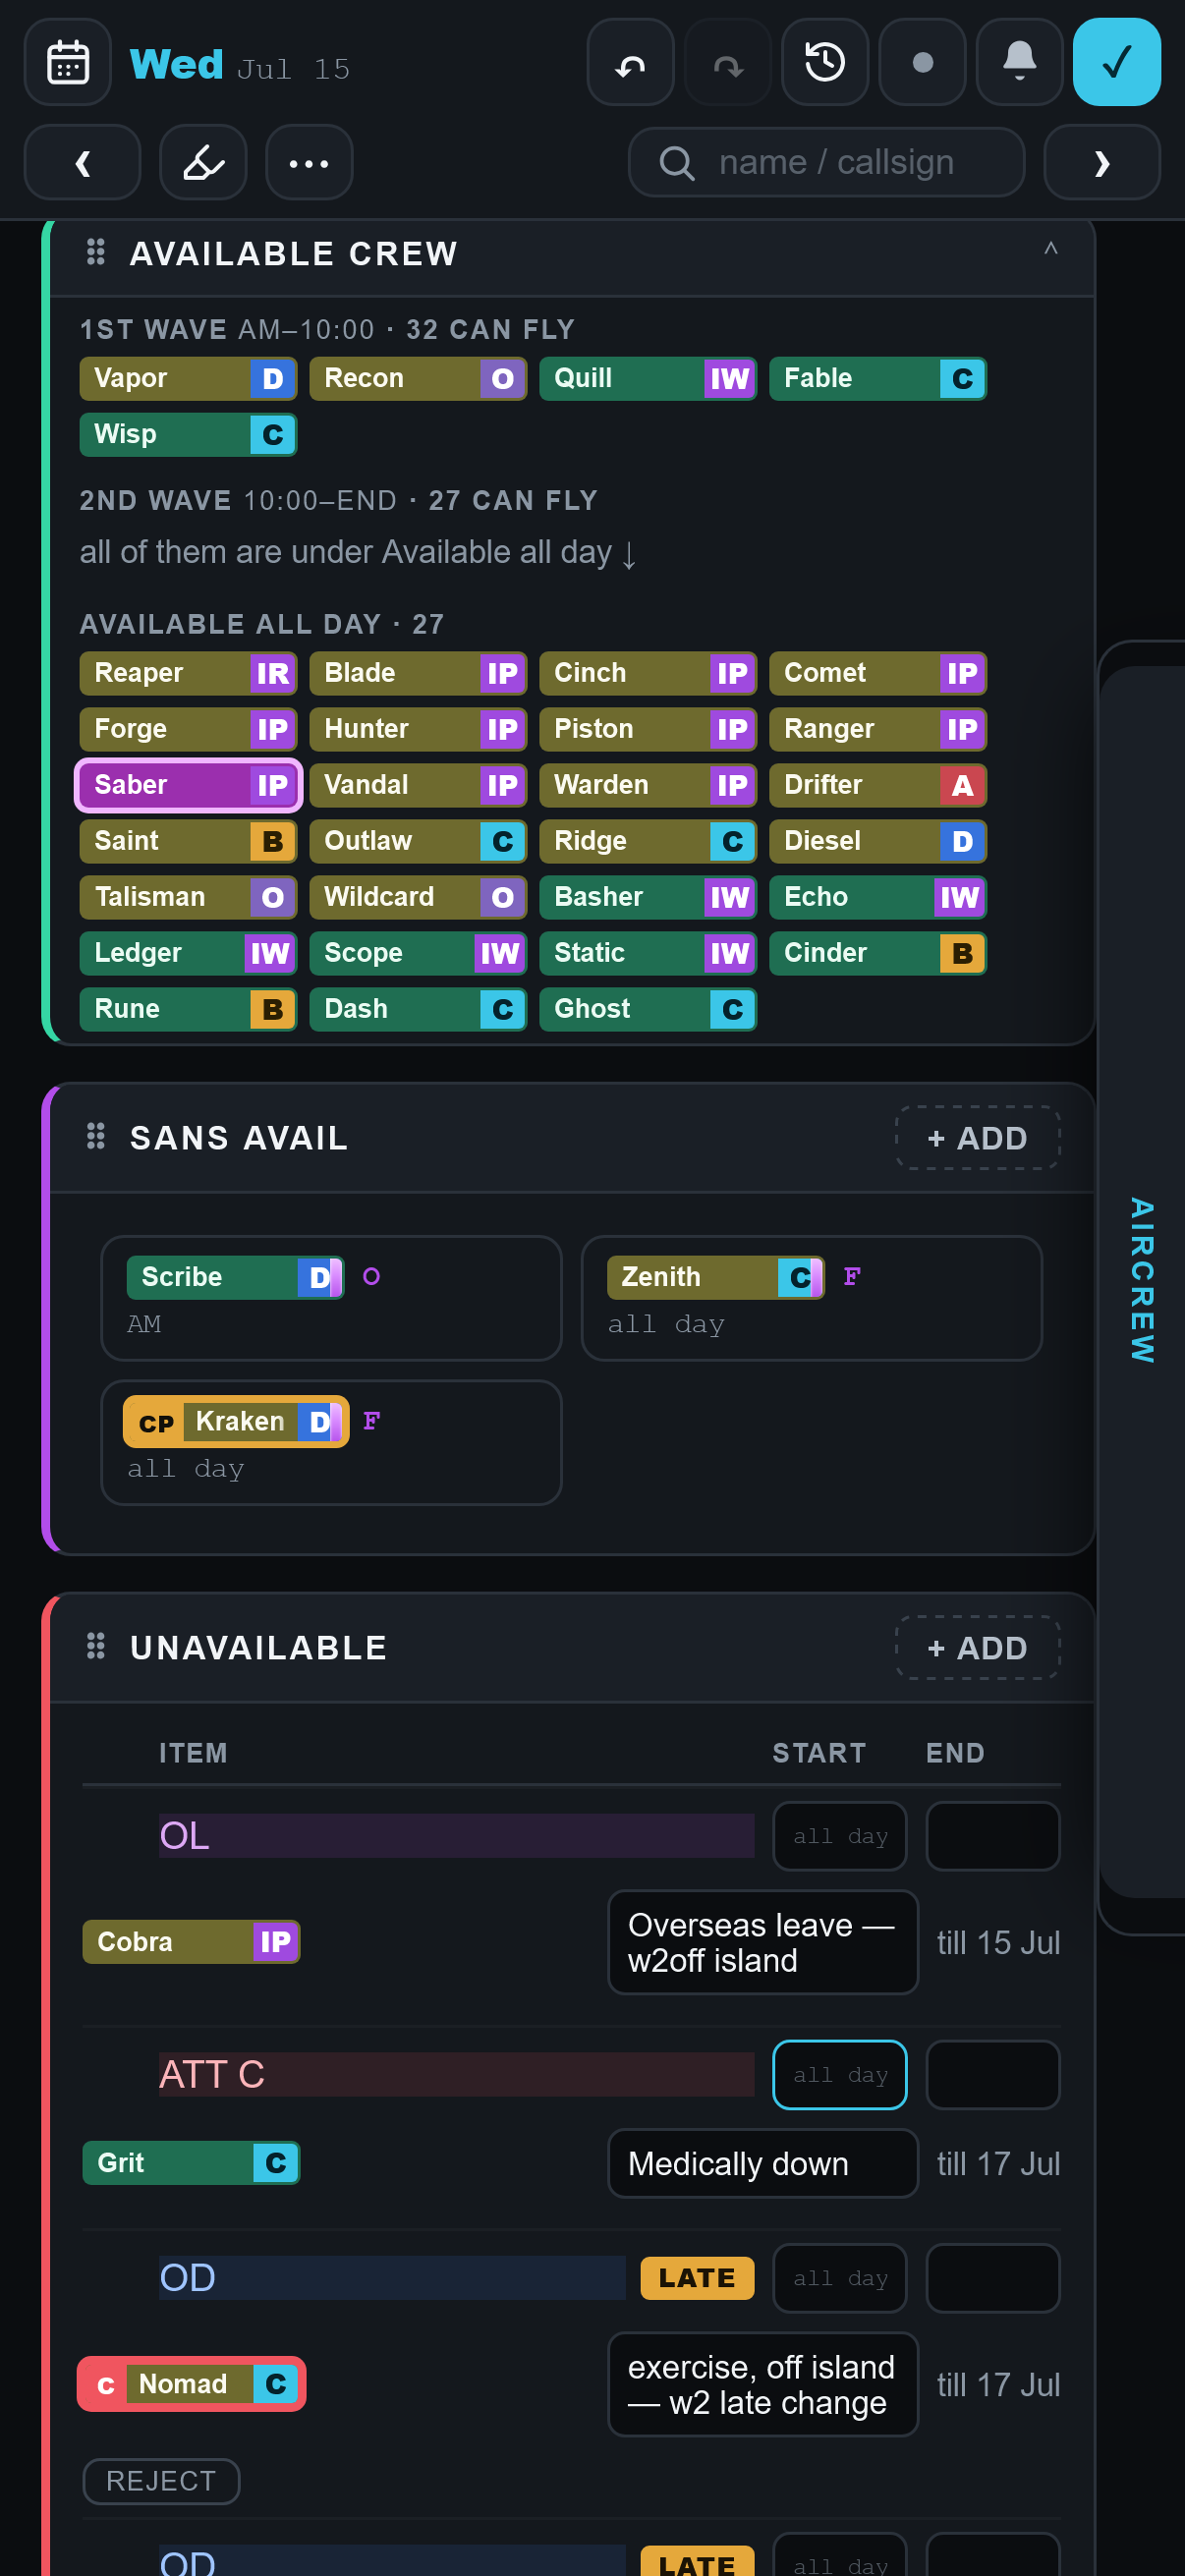 Wed Jul 15
name / callsign
AVAILABLE CREW
1ST WAVE AM–10:00 · 32 CAN FLY
Vapor D Recon O Quill IW Fable C
Wisp C
2ND WAVE 10:00–END · 27 CAN FLY
all of them are under Available all day ↓
AVAILABLE ALL DAY · 27
Reaper IR Blade IP Cinch IP Comet IP
Forge IP Hunter IP Piston IP Ranger IP
Saber IP Vandal IP Warden IP Drifter A
Saint B Outlaw C Ridge C Diesel D
Talisman O Wildcard O Basher IW Echo IW
Ledger IW Scope IW Static IW Cinder B
Rune B Dash C Ghost C
SANS AVAIL + ADD
Scribe D O
AM
Zenith C F
all day
CP Kraken D F
all day
AIRCREW
UNAVAILABLE + ADD
ITEM START END
OL all day
Cobra IP
Overseas leave —
w2off island
till 15 Jul
ATT C all day
Grit C Medically down till 17 Jul
OD LATE all day
C Nomad C
exercise, off island
— w2 late change
till 17 Jul
REJECT
OD LATE all day